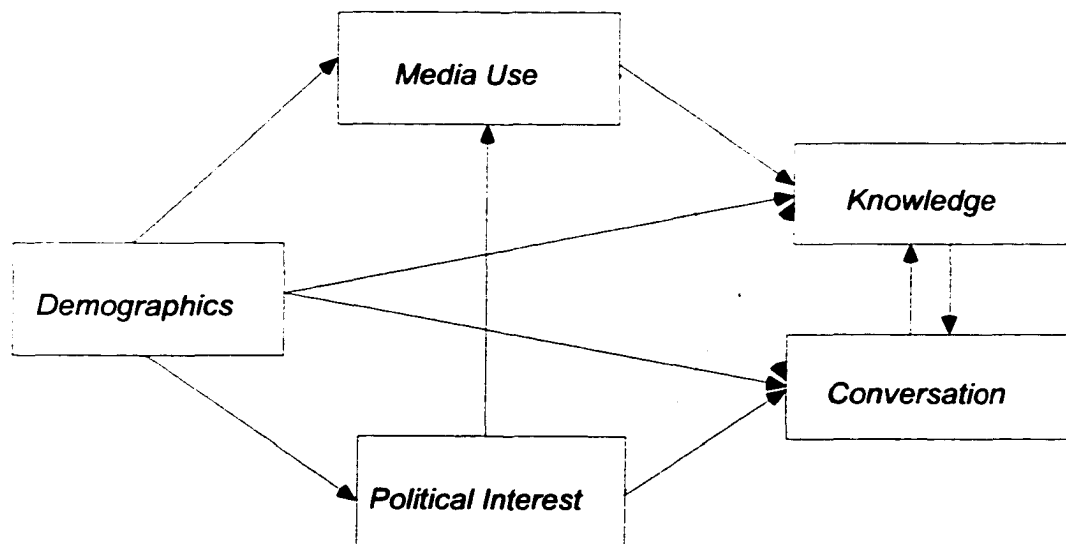 Media Use
Knowledge
Demographics
Conversation
Political Interest